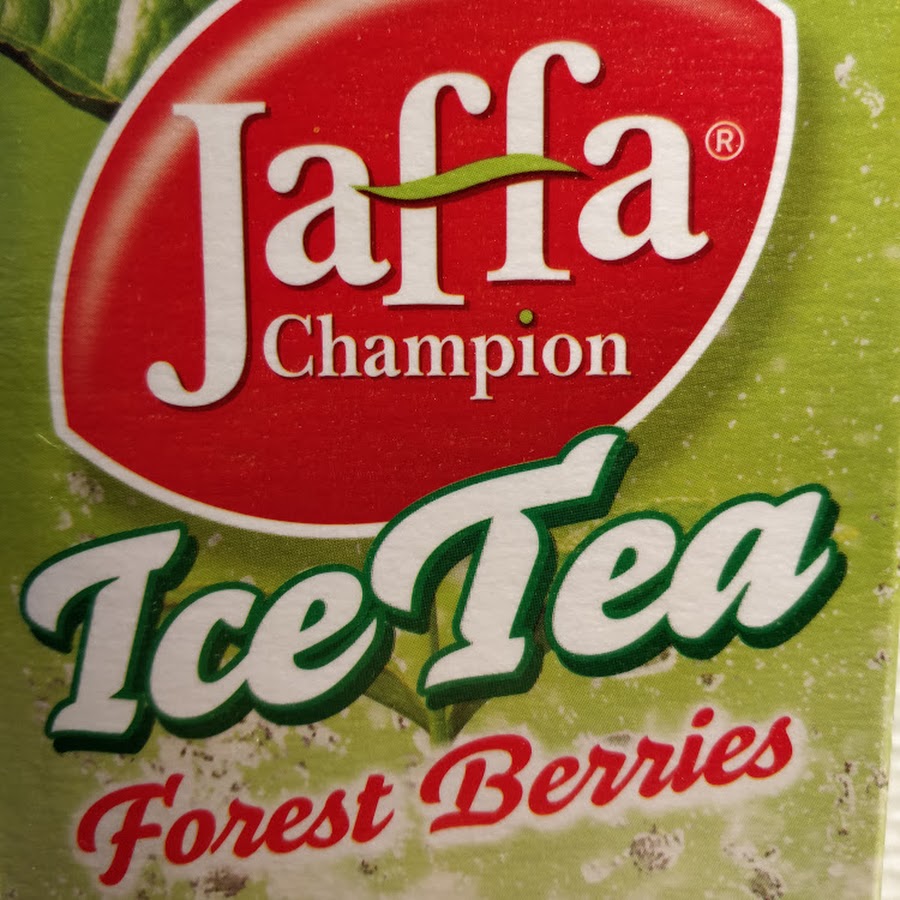 Jaffa®
Champion
Ice Tea
Forest Berries